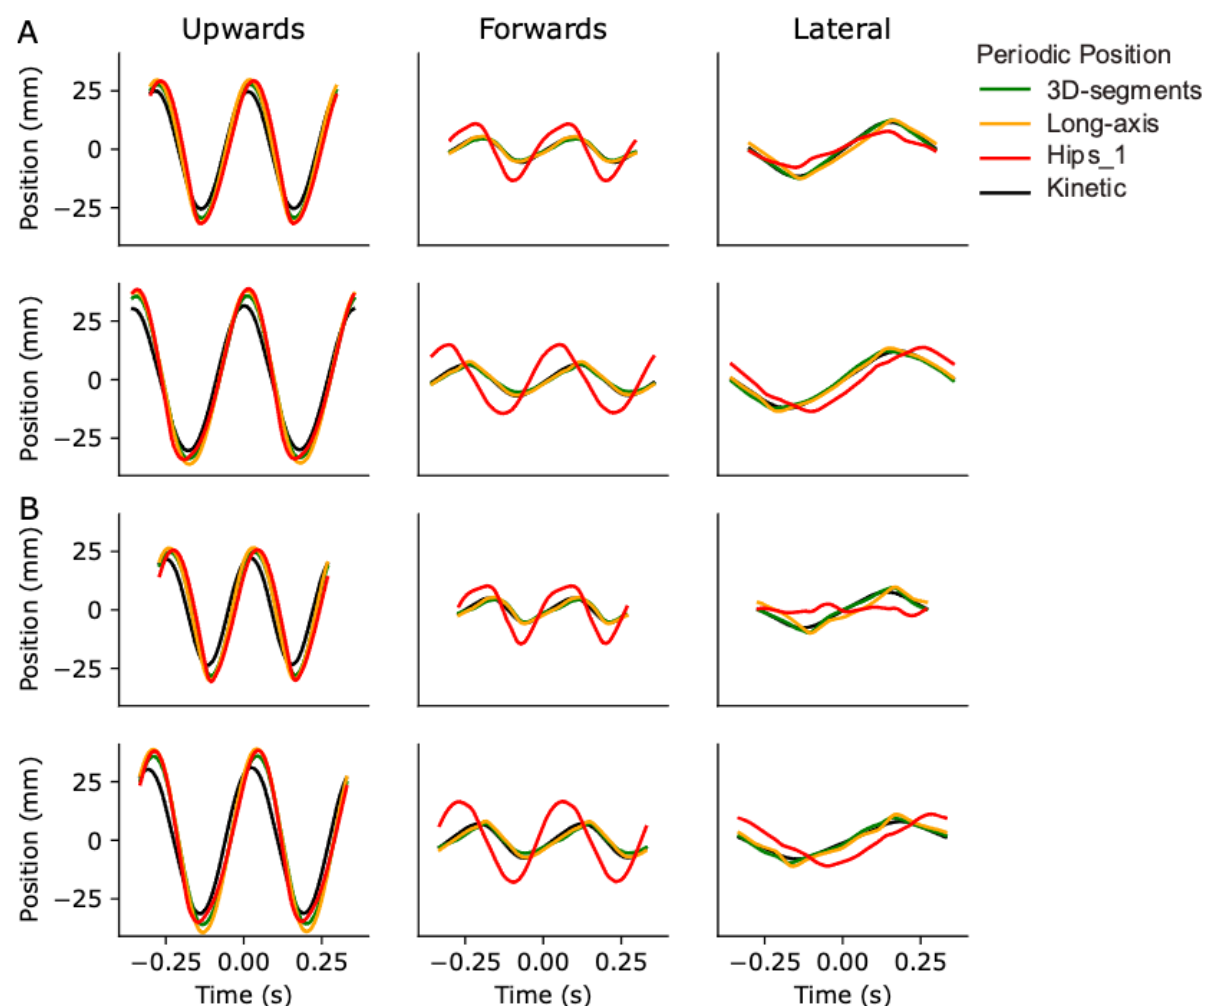 A
Upwards
Forwards
Lateral
Periodic Position
3D-segments
Long-axis
Hips_1
Kinetic
Position (mm)
25
0
−25
Position (mm)
25
0
−25
B
Position (mm)
25
0
−25
Position (mm)
25
0
−25
−0.25 0.00 0.25
−0.25 0.00 0.25
−0.25 0.00 0.25
Time (s)
Time (s)
Time (s)